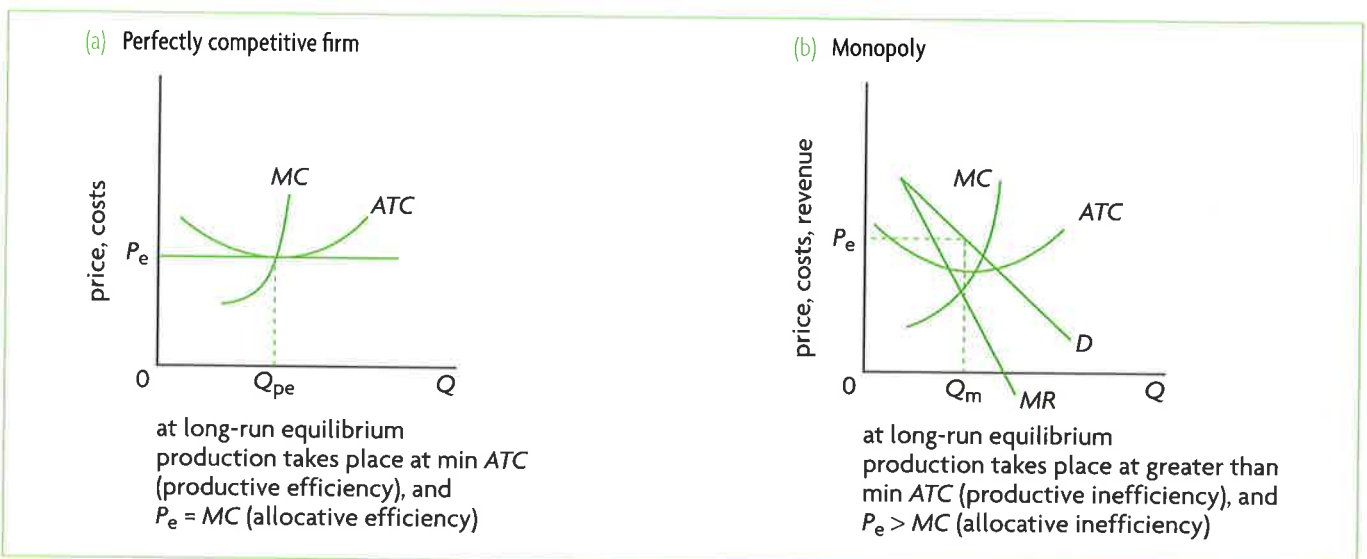 (a) Perfectly competitive firm
price, costs
MC
ATC
Pe
0
Qpe
Q
at long-run equilibrium
production takes place at min ATC
(productive efficiency), and
Pe = MC (allocative efficiency)
(b) Monopoly
price, costs, revenue
MC
ATC
Pe
D
0
Qm
MR
Q
at long-run equilibrium
production takes place at greater than
min ATC (productive inefficiency), and
Pe > MC (allocative inefficiency)